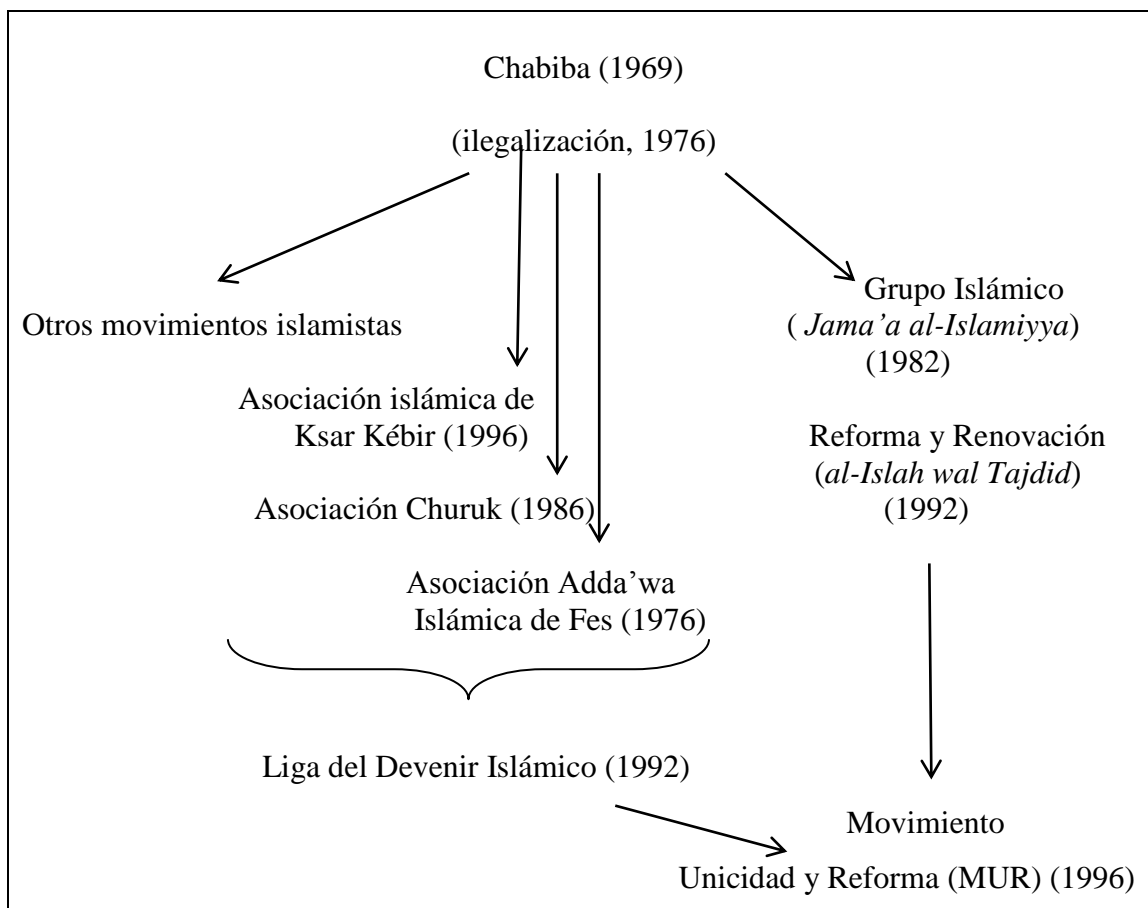 Chabiba (1969)
(ilegalización, 1976)
Otros movimientos islamistas
Grupo Islámico
( Jama’a al-Islamiyya)
(1982)
Asociación islámica de
Ksar Kébir (1996)
Reforma y Renovación
(al-Islah wal Tajdid)
(1992)
Asociación Churuk (1986)
Asociación Adda’wa
Islámica de Fes (1976)
Liga del Devenir Islámico (1992)
Movimiento
Unicidad y Reforma (MUR) (1996)